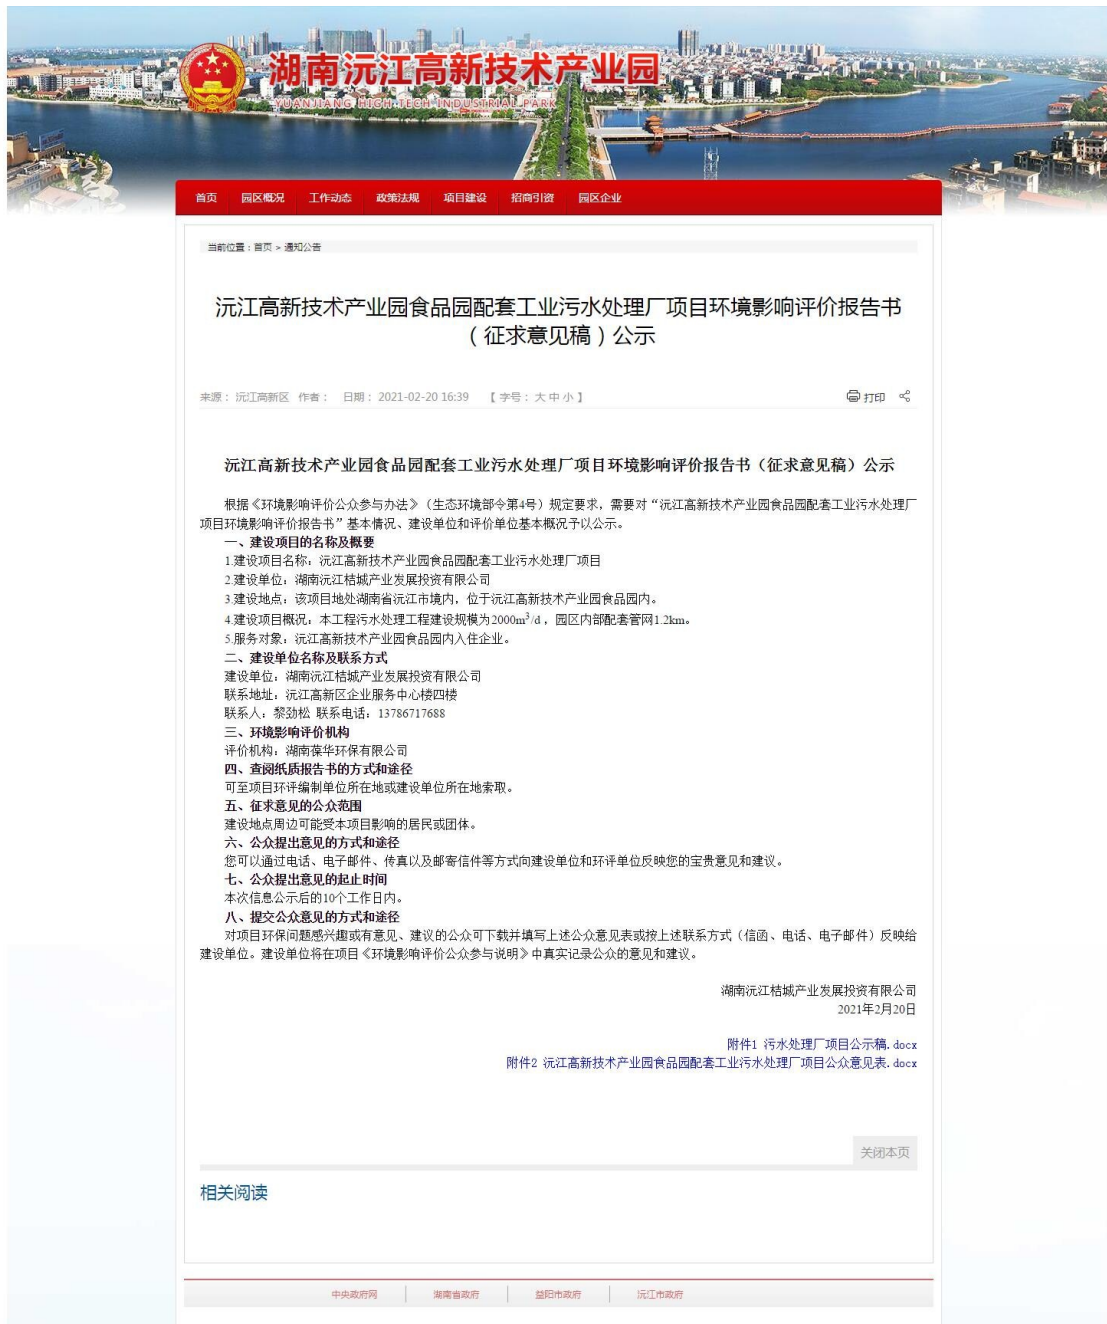 湖南沅江高新技术产业园
YUANJIANG HIGH-TECH INDUSTRIAL PARK
首页 园区概况 工作动态 政策法规 项目建设 招商引资 园区企业
当前位置：首页 > 通知公告
沅江高新技术产业园食品园配套工业污水处理厂项目环境影响评价报告书
（征求意见稿）公示
来源： 沅江高新区 作者： 日期： 2021-02-20 16:39 【 字号： 大 中 小 】 打印
沅江高新技术产业园食品园配套工业污水处理厂项目环境影响评价报告书（征求意见稿）公示
根据《环境影响评价公众参与办法》（生态环境部令第4号）规定要求，需要对“沅江高新技术产业园食品园配套工业污水处理厂
项目环境影响评价报告书”基本情况、建设单位和评价单位基本概况予以公示。
一、建设项目的名称及概要
1.建设项目名称：沅江高新技术产业园食品园配套工业污水处理厂项目
2.建设单位：湖南沅江桔城产业发展投资有限公司
3.建设地点：该项目地处湖南省沅江市境内，位于沅江高新技术产业园食品园内。
4.建设项目概况：本工程污水处理工程建设规模为2000m³/d，园区内部配套管网1.2km。
5.服务对象：沅江高新技术产业园食品园内入住企业。
二、建设单位名称及联系方式
建设单位：湖南沅江桔城产业发展投资有限公司
联系地址：沅江高新区企业服务中心楼四楼
联系人：黎劲松 联系电话：13786717688
三、环境影响评价机构
评价机构：湖南葆华环保有限公司
四、查阅纸质报告书的方式和途径
可至项目环评编制单位所在地或建设单位所在地索取。
五、征求意见的公众范围
建设地点周边可能受本项目影响的居民或团体。
六、公众提出意见的方式和途径
您可以通过电话、电子邮件、传真以及邮寄信件等方式向建设单位和环评单位反映您的宝贵意见和建议。
七、公众提出意见的起止时间
本次信息公示后的10个工作日内。
八、提交公众意见的方式和途径
对项目环保问题感兴趣或有意见、建议的公众可下载并填写上述公众意见表或按上述联系方式（信函、电话、电子邮件）反映给
建设单位。建设单位将在项目《环境影响评价公众参与说明》中真实记录公众的意见和建议。
湖南沅江桔城产业发展投资有限公司
2021年2月20日
附件1 污水处理厂项目公示稿.docx
附件2 沅江高新技术产业园食品园配套工业污水处理厂项目公众意见表.docx
关闭本页
相关阅读
中央政府网 湖南省政府 益阳市政府 沅江市政府